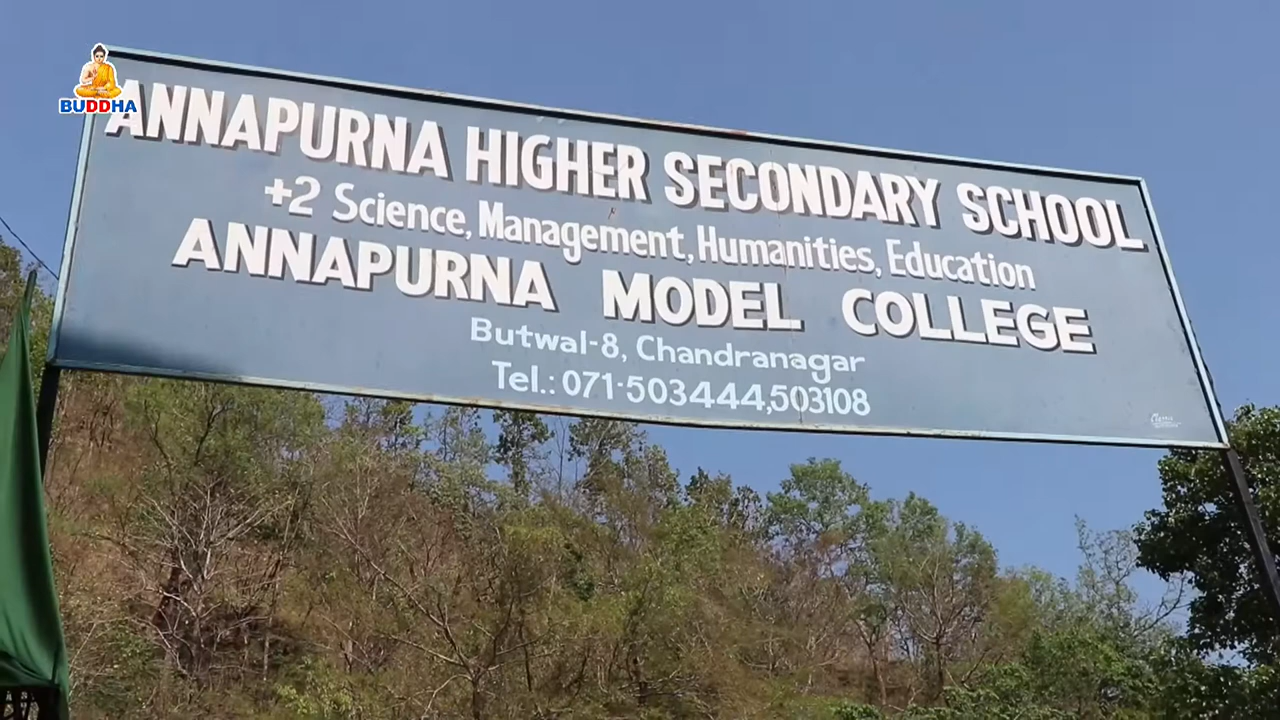 BUDDHA
ANNAPURNA HIGHER SECONDARY SCHOOL
+2 Science, Management, Humanities, Education
ANNAPURNA MODEL COLLEGE
Butwal-8, Chandranagar
Tel.: 071-503444,503108